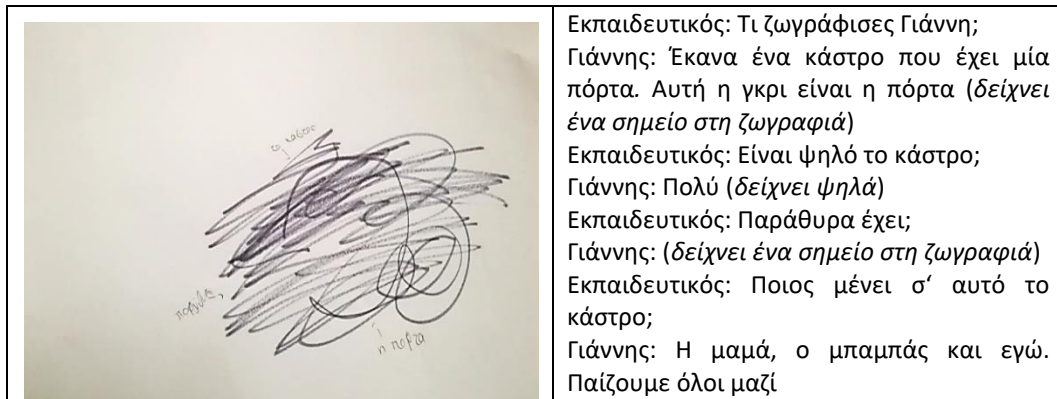 το κάστρο
πορζιθα,
η πορτα
Εκπαιδευτικός: Τι ζωγράφισες Γιάννη;
Γιάννης: Έκανα ένα κάστρο που έχει μία
πόρτα. Αυτή η γκρι είναι η πόρτα (δείχνει
ένα σημείο στη ζωγραφιά)
Εκπαιδευτικός: Είναι ψηλό το κάστρο;
Γιάννης: Πολύ (δείχνει ψηλά)
Εκπαιδευτικός: Παράθυρα έχει;
Γιάννης: (δείχνει ένα σημείο στη ζωγραφιά)
Εκπαιδευτικός: Ποιος μένει σ‘ αυτό το
κάστρο;
Γιάννης: Η μαμά, ο μπαμπάς και εγώ.
Παίζουμε όλοι μαζί